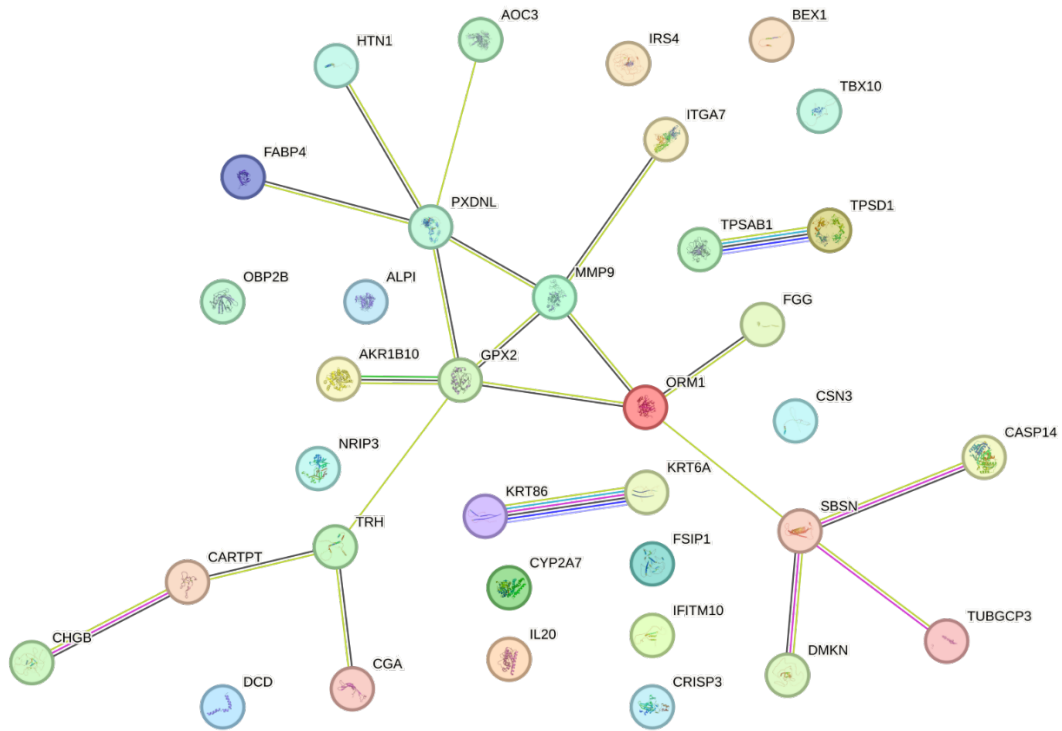 AOC3
BEX1
HTN1
IRS4
TBX10
ITGA7
FABP4
PXDNL
TPSAB1
TPSD1
MMP9
OBP2B
ALPI
FGG
AKR1B10
GPX2
ORM1
CSN3
CASP14
NRIP3
KRT86
KRT6A
TRH
SBSN
CARTPT
CYP2A7
FSIP1
CHGB
CGA
IL20
IFITM10
DMKN
TUBGCP3
DCD
CRISP3